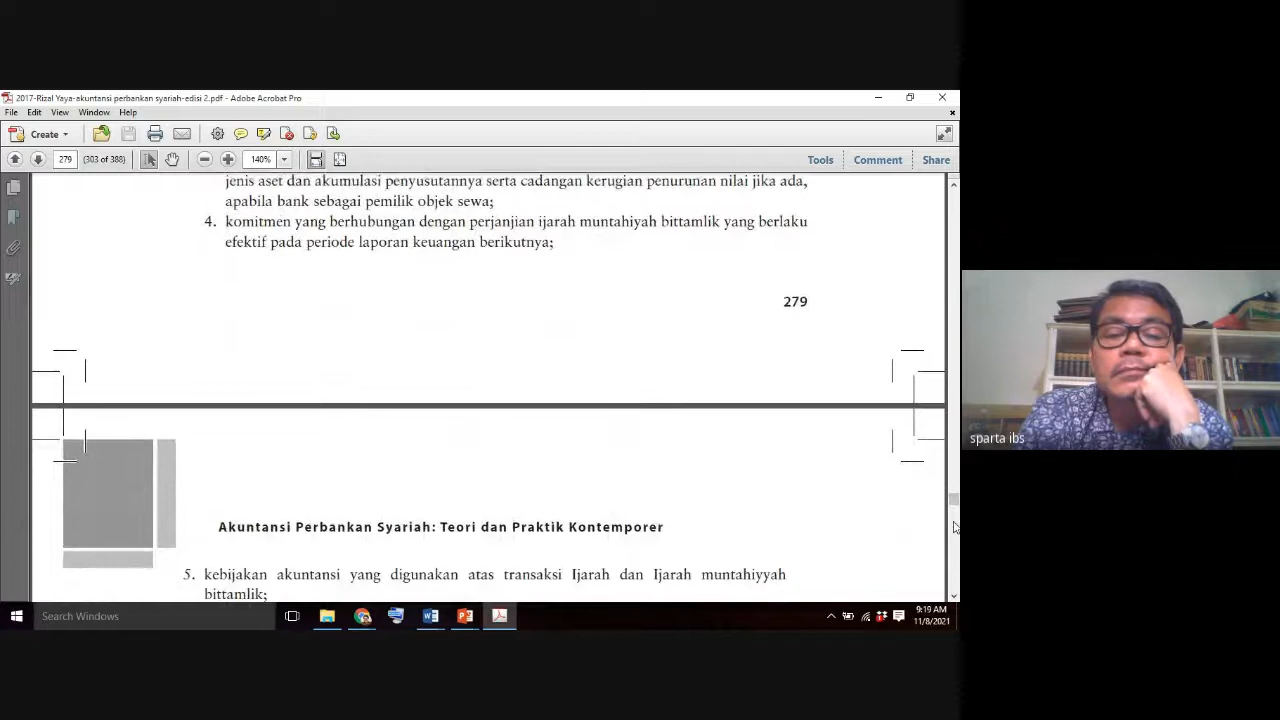 2017-Rizal Yaya-akuntansi perbankan syariah-edisi 2.pdf - Adobe Acrobat Pro
File Edit View Window Help
Create
279 (303 of 388) 140% Tools Comment Share
jenis aset dan akumulasi penyusutannya serta cadangan kerugian penurunan nilai jika ada,
apabila bank sebagai pemilik objek sewa;
4. komitmen yang berhubungan dengan perjanjian ijarah muntahiyah bittamlik yang berlaku
efektif pada periode laporan keuangan berikutnya;
279
Akuntansi Perbankan Syariah: Teori dan Praktik Kontemporer
5. kebijakan akuntansi yang digunakan atas transaksi Ijarah dan Ijarah muntahiyyah
bittamlik;
Search Windows
9:19 AM
11/8/2021
sparta ibs